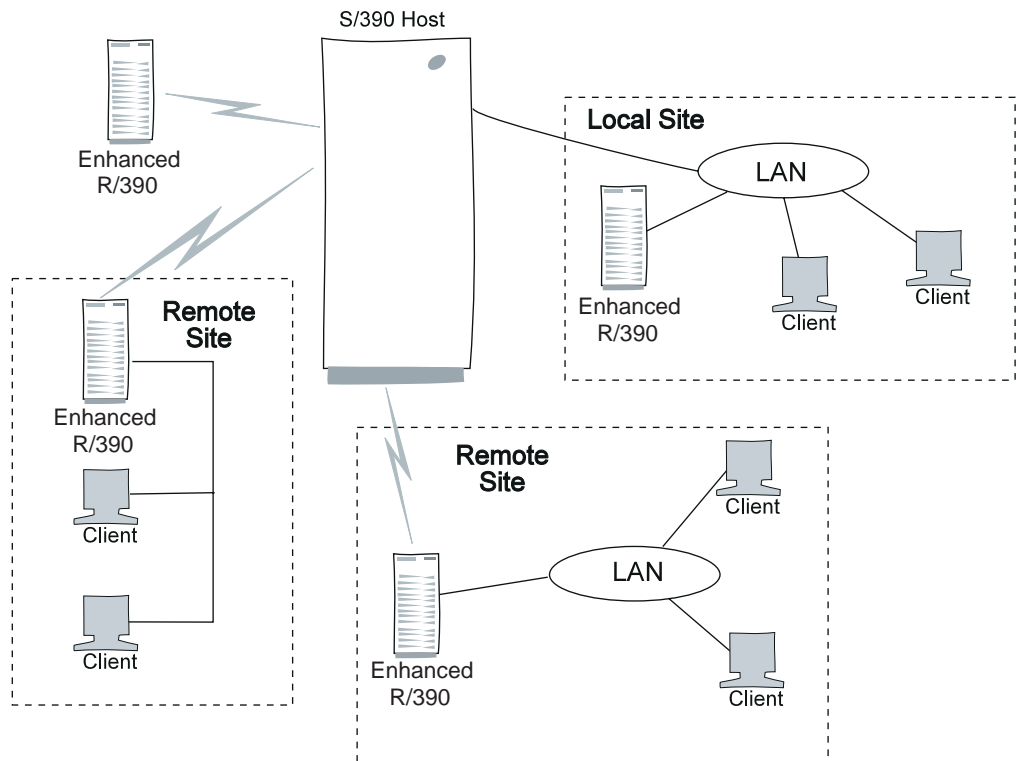 S/390 Host
Enhanced
R/390
Local Site
LAN
Enhanced
R/390
Client
Client
Remote
Site
Enhanced
R/390
Client
Client
Remote
Site
Client
LAN
Enhanced
R/390
Client